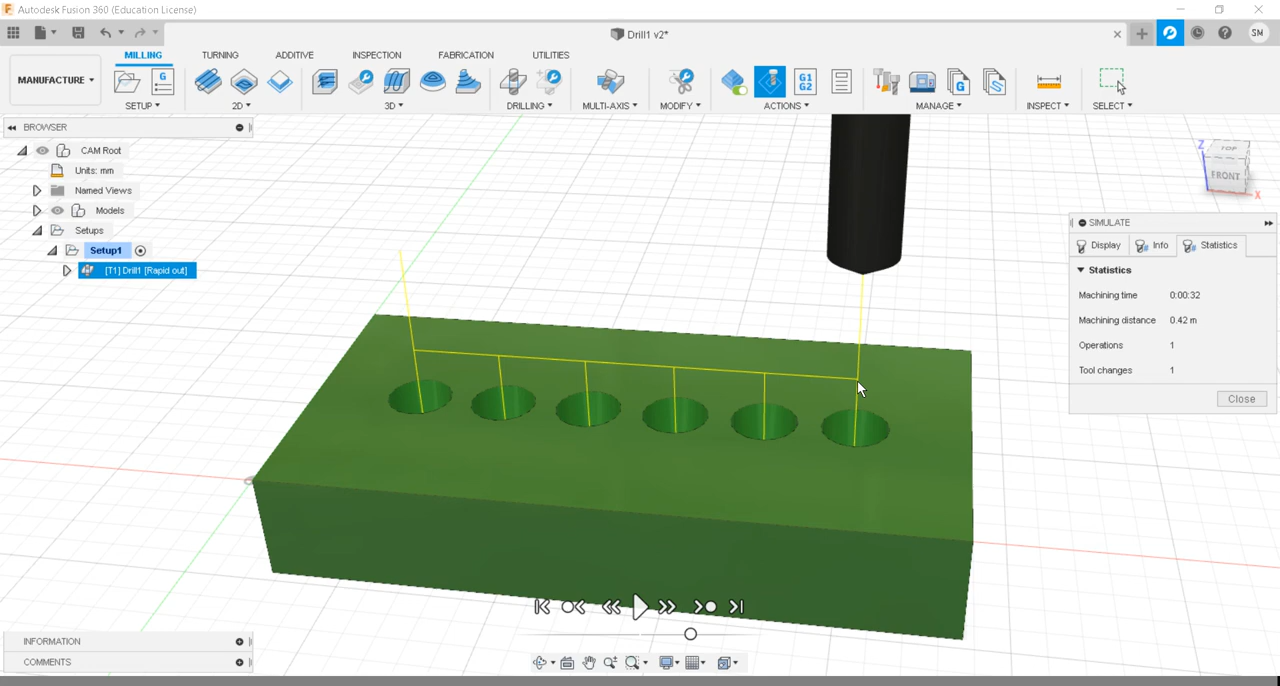 Autodesk Fusion 360 (Education License)
Drill1 v2*
SM
MILLING TURNING ADDITIVE INSPECTION FABRICATION UTILITIES
MANUFACTURE
G
G1
G2
G
S
SETUP 2D 3D DRILLING MULTI-AXIS MODIFY ACTIONS MANAGE INSPECT SELECT
BROWSER
CAM Root
Units: mm
Named Views
Models
Setups
Setup1
[T1] Drill1 [Rapid out]
Z
TOP
FRONT
X
SIMULATE
Display Info Statistics
Statistics
Machining time 0:00:32
Machining distance 0.42 m
Operations 1
Tool changes 1
Close
INFORMATION
COMMENTS